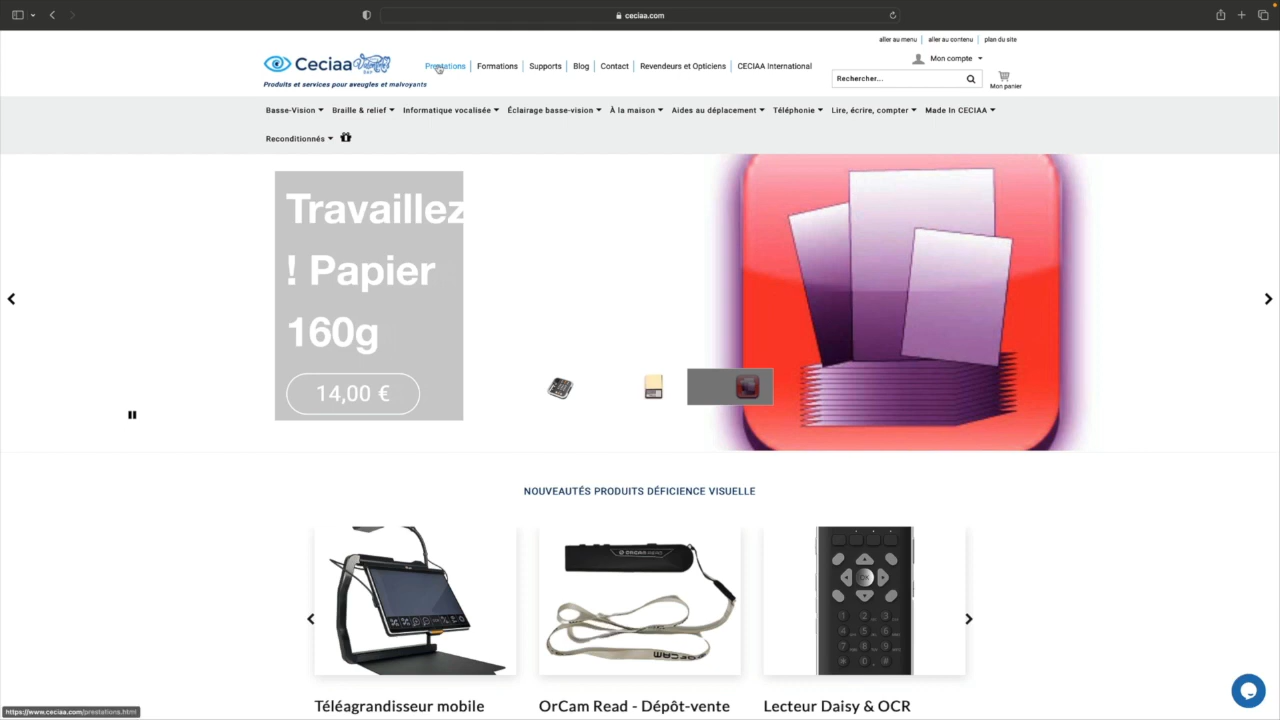 ceciaa.com
aller au menu aller au contenu plan du site
Ceciaa
Produits et services pour aveugles et malvoyants
Prestations Formations Supports Blog Contact Revendeurs et Opticiens CECIAA International
Mon compte
Rechercher...
Mon panier
Basse-Vision Braille & relief Informatique vocalisée Éclairage basse-vision À la maison Aides au déplacement Téléphonie Lire, écrire, compter Made In CECIAA
Reconditionnés
Travaillez
! Papier
160g
14,00 €
NOUVEAUTÉS PRODUITS DÉFICIENCE VISUELLE
ORCAM READ
OK
Téléagrandisseur mobile
OrCam Read - Dépôt-vente
Lecteur Daisy & OCR
https://www.ceciaa.com/prestations.html